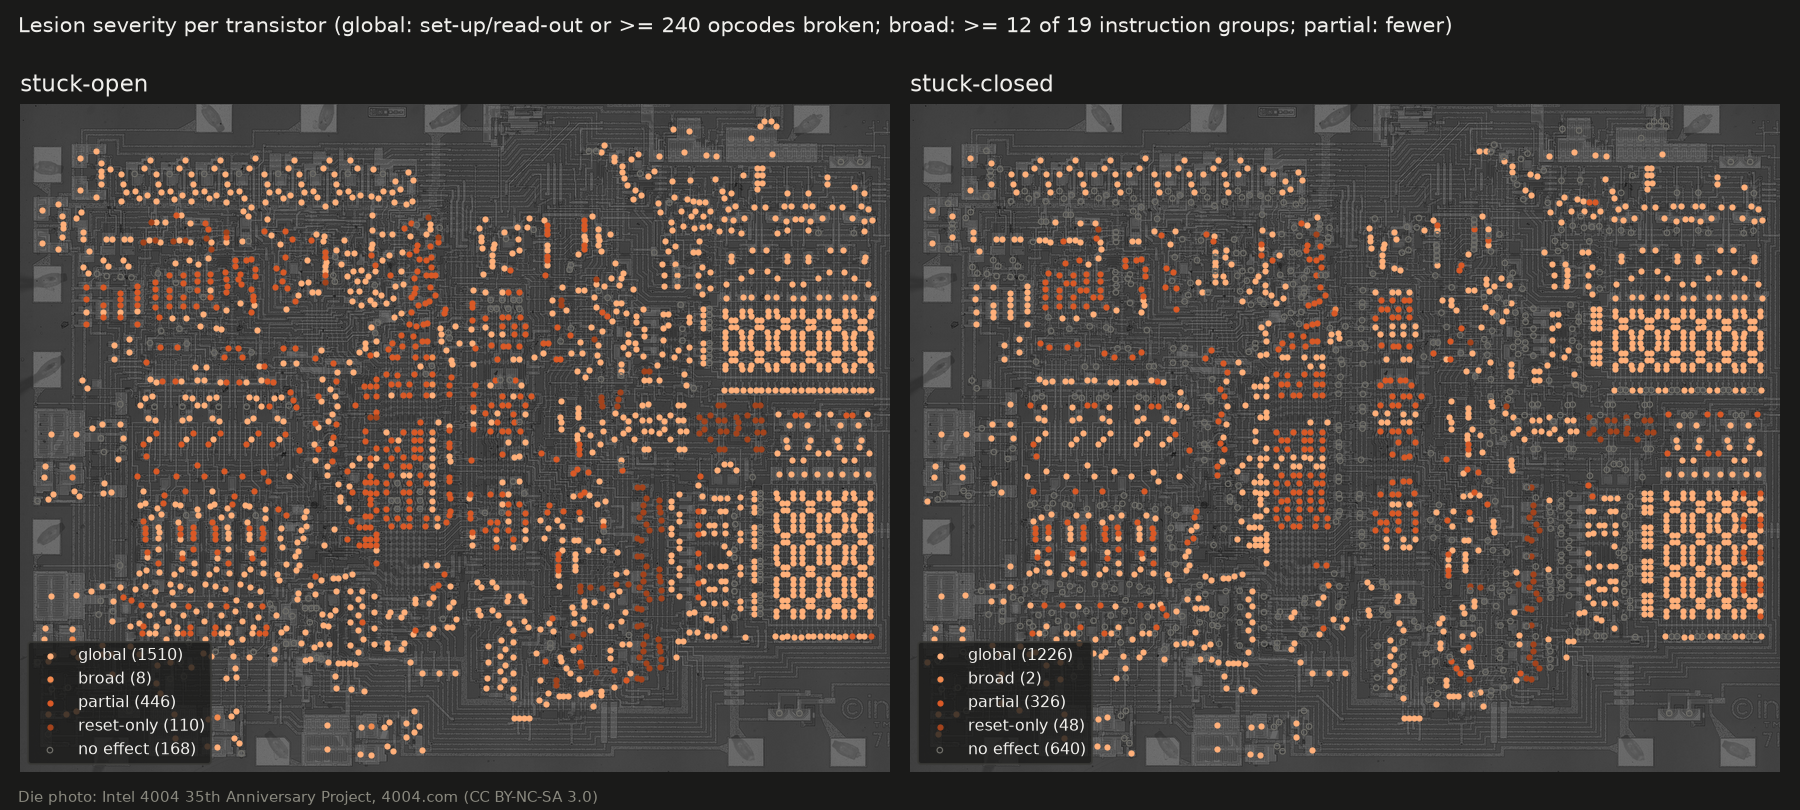 Lesion severity per transistor (global: set-up/read-out or >= 240 opcodes broken; broad: >= 12 of 19 instruction groups; partial: fewer)
stuck-open
stuck-closed
global (1510)
broad (8)
partial (446)
reset-only (110)
no effect (168)
global (1226)
broad (2)
partial (326)
reset-only (48)
no effect (640)
Die photo: Intel 4004 35th Anniversary Project, 4004.com (CC BY-NC-SA 3.0)